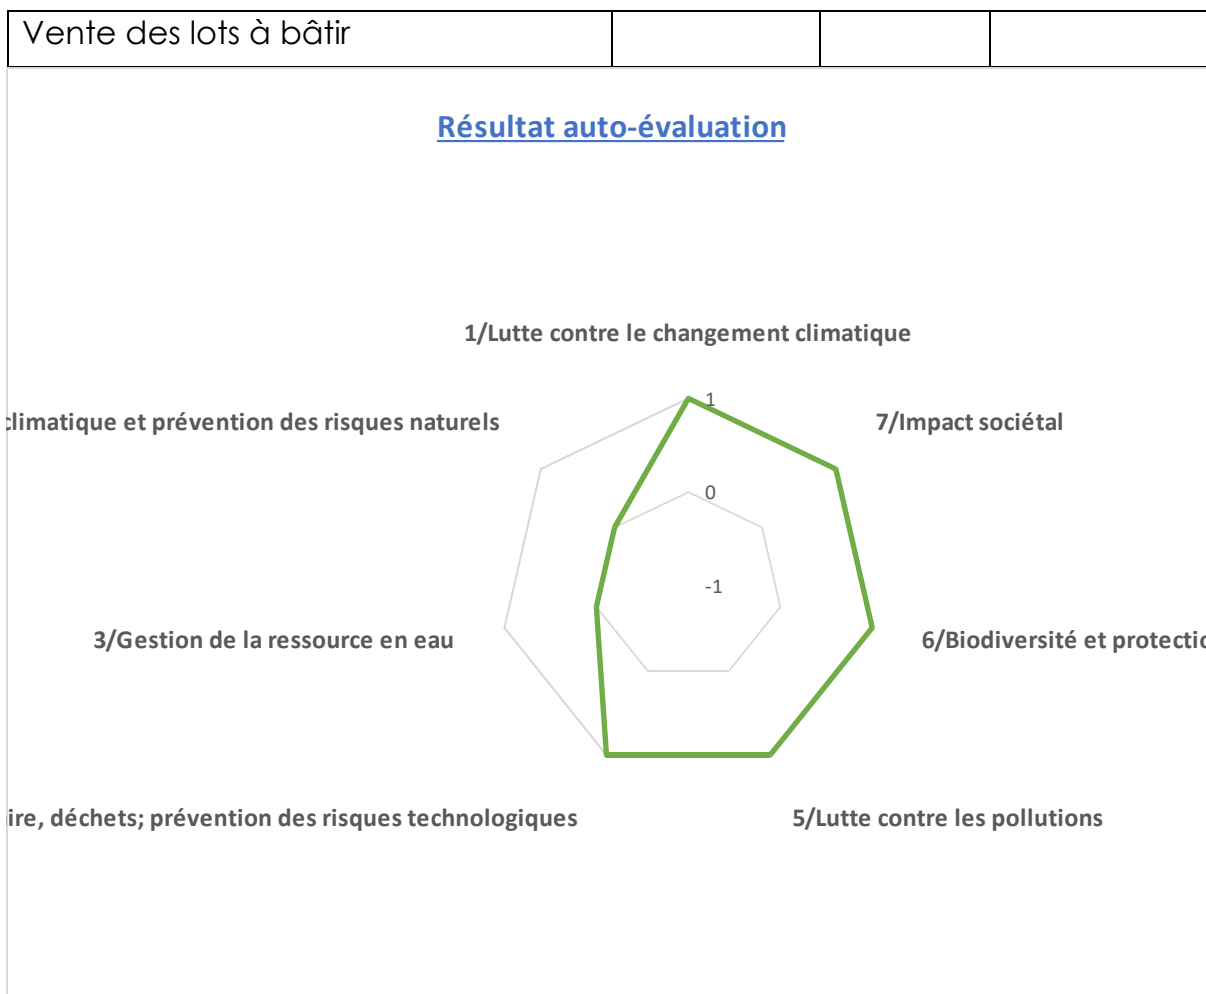 Vente des lots à bâtir
Résultat auto-évaluation
1/Lutte contre le changement climatique
climatique et prévention des risques naturels
1
7/Impact sociétal
0
-1
3/Gestion de la ressource en eau
6/Biodiversité et protectio
ire, déchets; prévention des risques technologiques
5/Lutte contre les pollutions